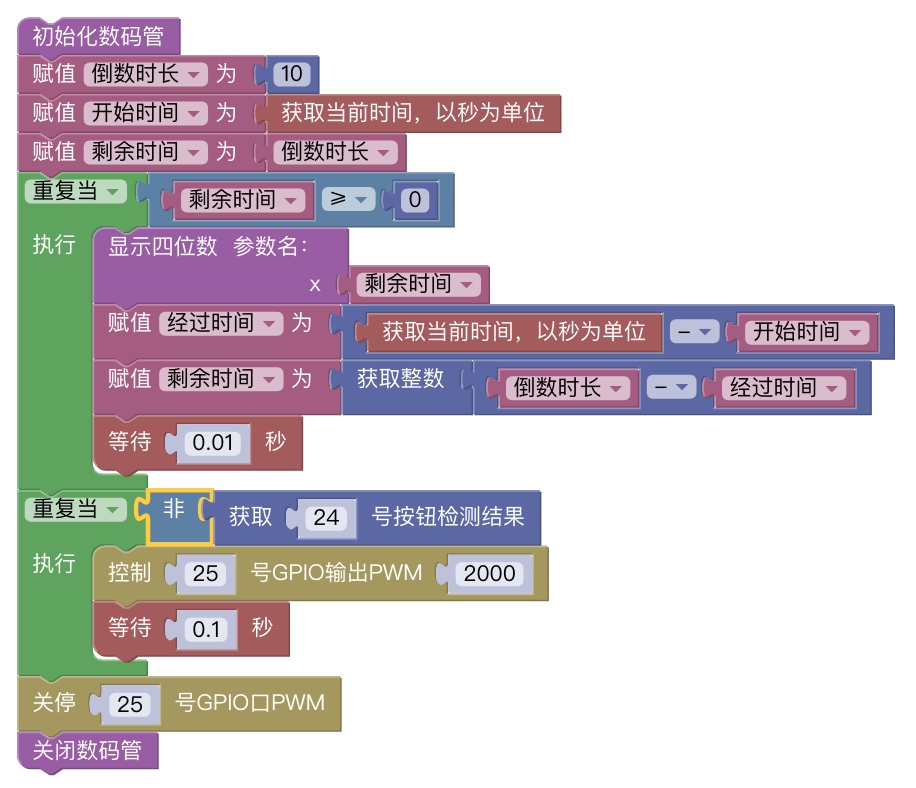 初始化数码管
赋值 倒数时长 为 10
赋值 开始时间 为 获取当前时间，以秒为单位
赋值 剩余时间 为 倒数时长
重复当 剩余时间 ≥ 0
执行 显示四位数 参数名：
x 剩余时间
赋值 经过时间 为 获取当前时间，以秒为单位 - 开始时间
赋值 剩余时间 为 获取整数 倒数时长 - 经过时间
等待 0.01 秒
重复当 非 获取 24 号按钮检测结果
执行 控制 25 号GPIO输出PWM 2000
等待 0.1 秒
关停 25 号GPIO口PWM
关闭数码管